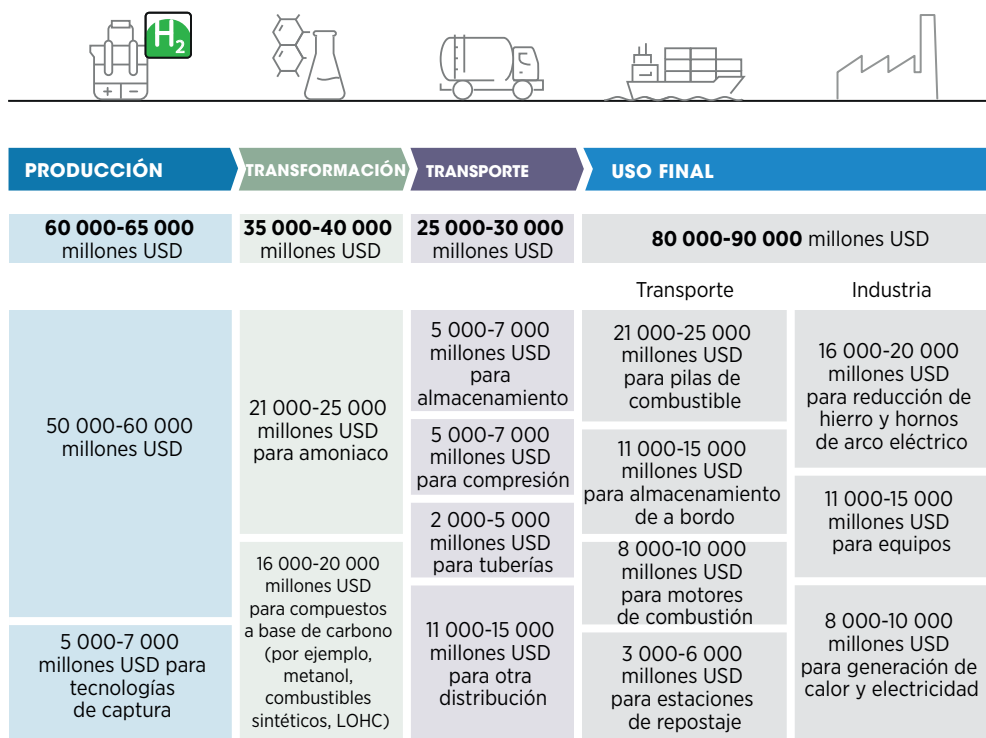 H2
+ −
PRODUCCIÓN
TRANSFORMACIÓN
TRANSPORTE
USO FINAL
60 000-65 000
millones USD
35 000-40 000
millones USD
25 000-30 000
millones USD
80 000-90 000 millones USD
Transporte
Industria
50 000-60 000
millones USD
5 000-7 000
millones USD para
tecnologías
de captura
21 000-25 000
millones USD
para amoniaco
16 000-20 000
millones USD
para compuestos
a base de carbono
(por ejemplo,
metanol,
combustibles
sintéticos, LOHC)
5 000-7 000
millones USD
para
almacenamiento
5 000-7 000
millones USD
para compresión
2 000-5 000
millones USD
para tuberías
11 000-15 000
millones USD
para otra
distribución
21 000-25 000
millones USD
para pilas de
combustible
11 000-15 000
millones USD
para almacenamiento
de a bordo
8 000-10 000
millones USD
para motores
de combustión
3 000-6 000
millones USD
para estaciones
de repostaje
16 000-20 000
millones USD
para reducción de
hierro y hornos
de arco eléctrico
11 000-15 000
millones USD
para equipos
8 000-10 000
millones USD
para generación de
calor y electricidad